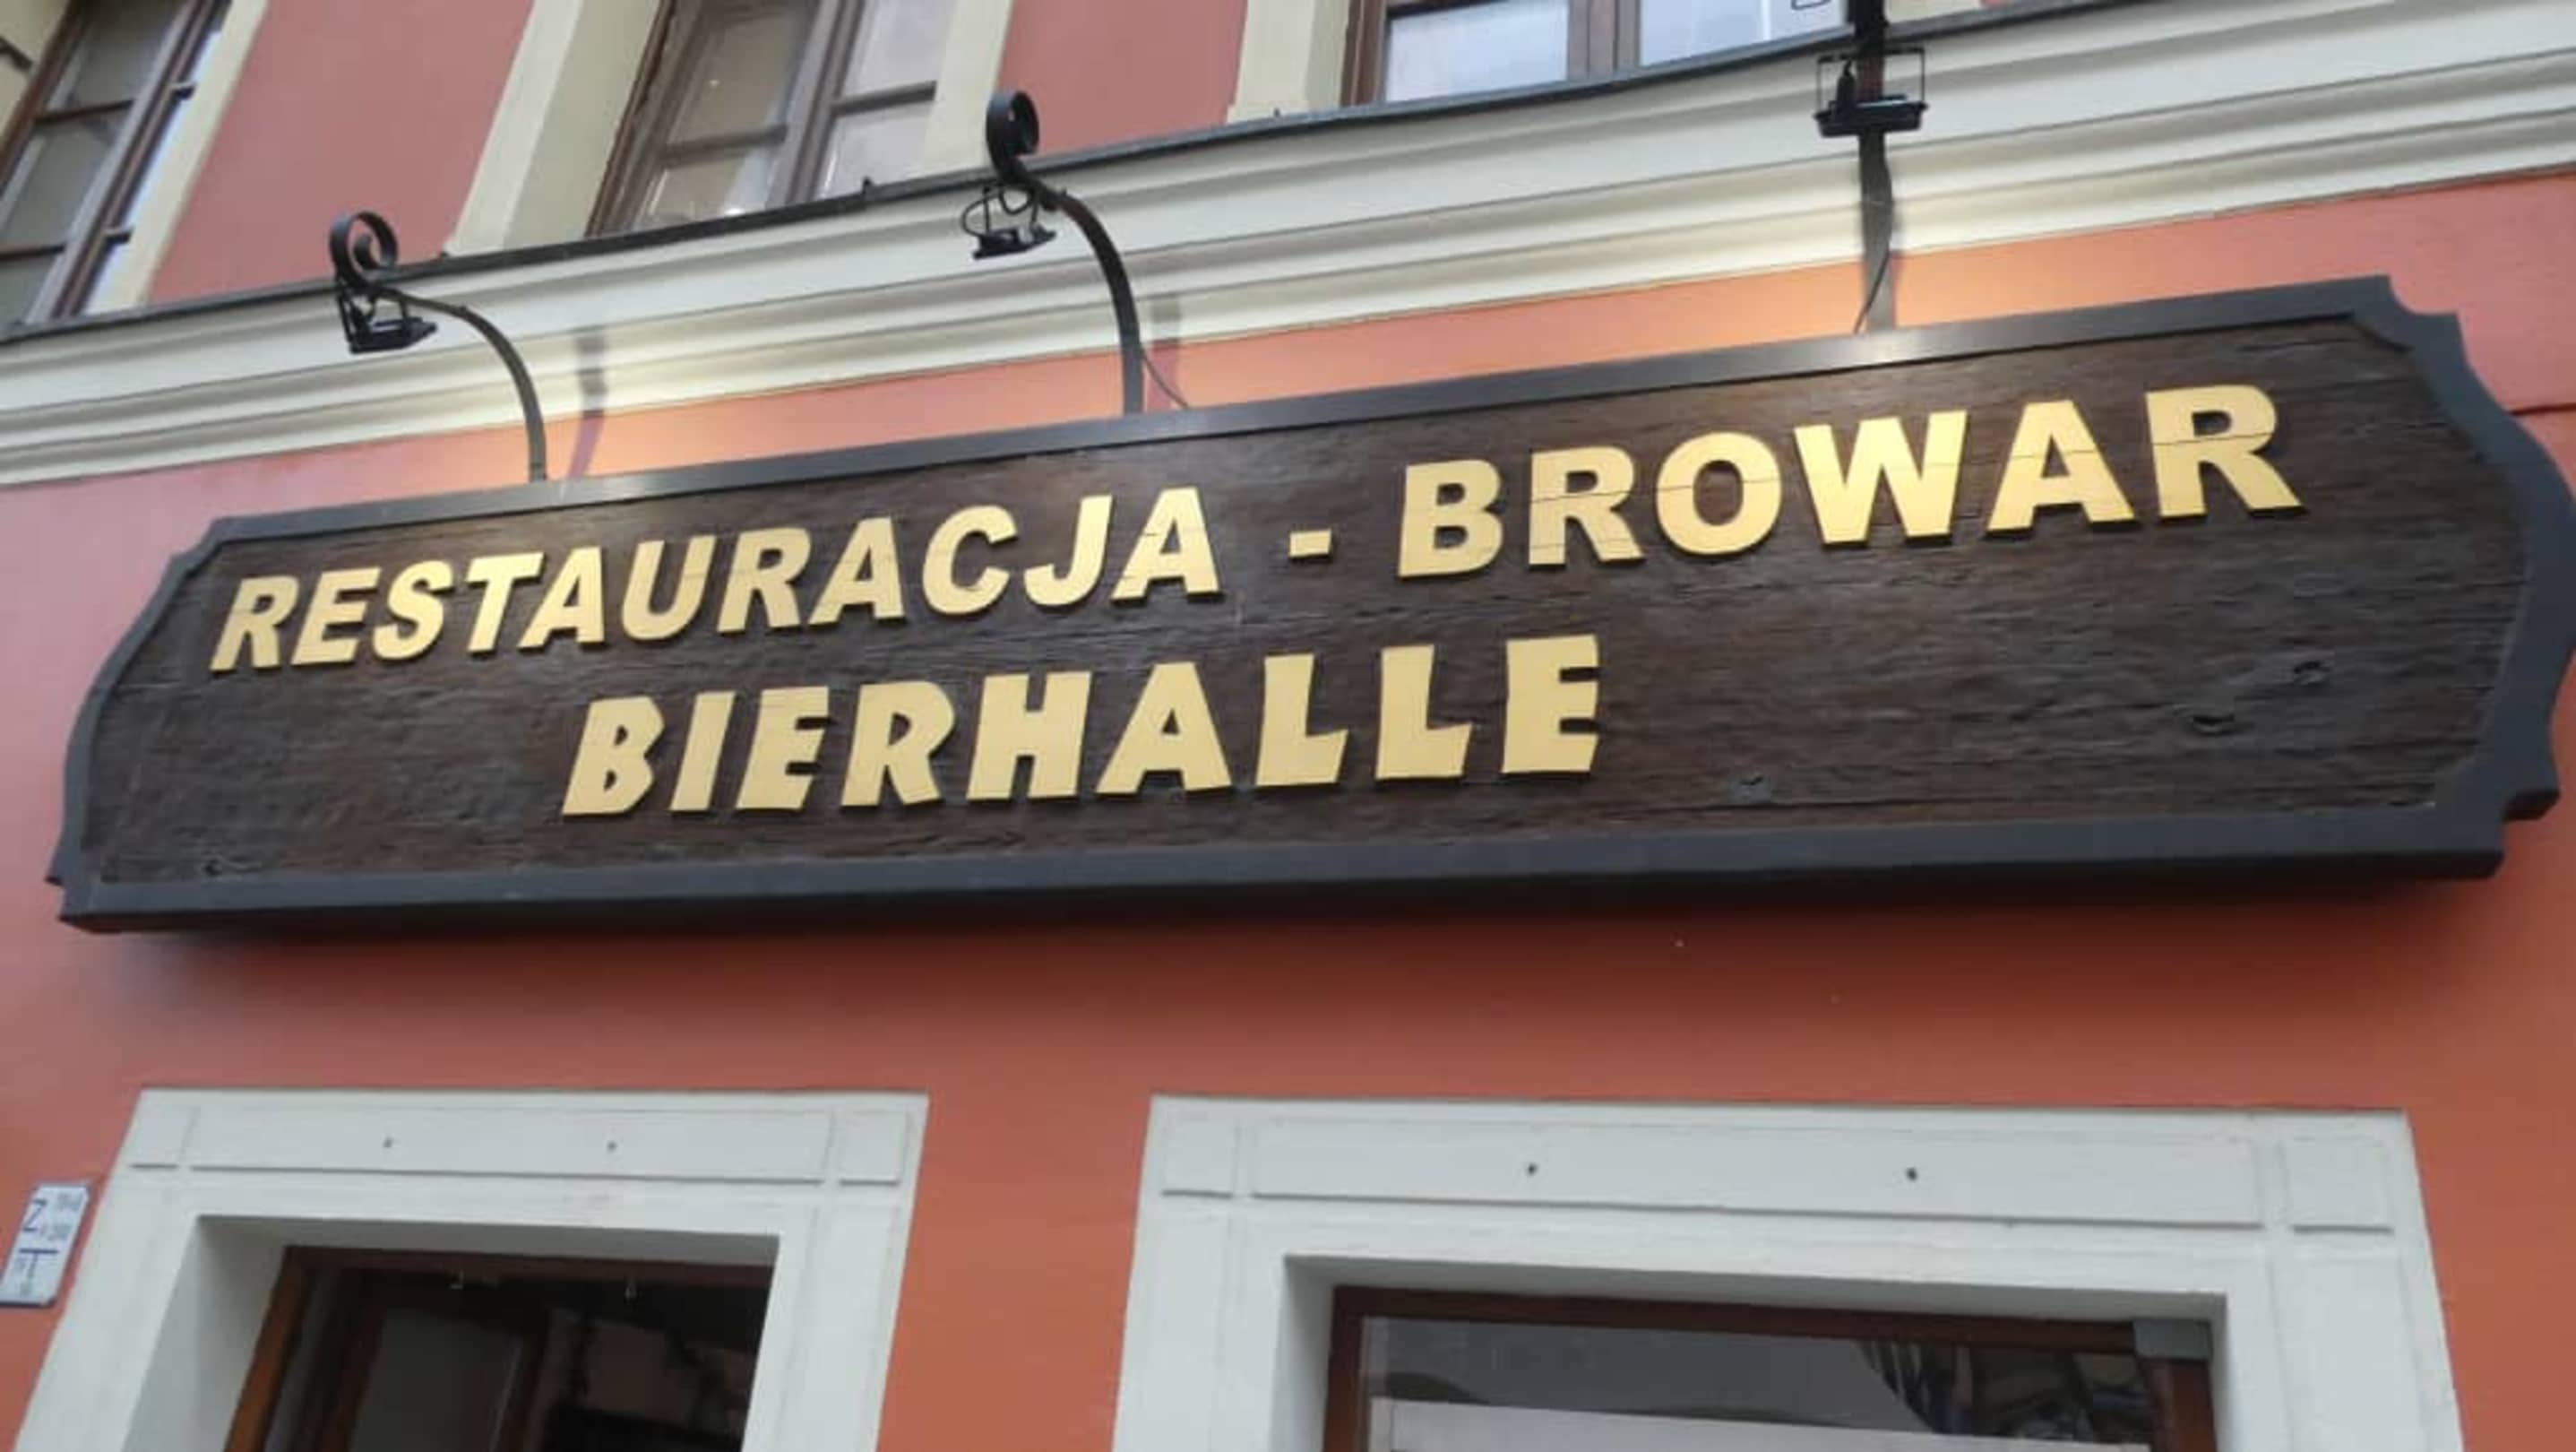 RESTAURACJA - BROWAR
BIERHALLE
Z
T